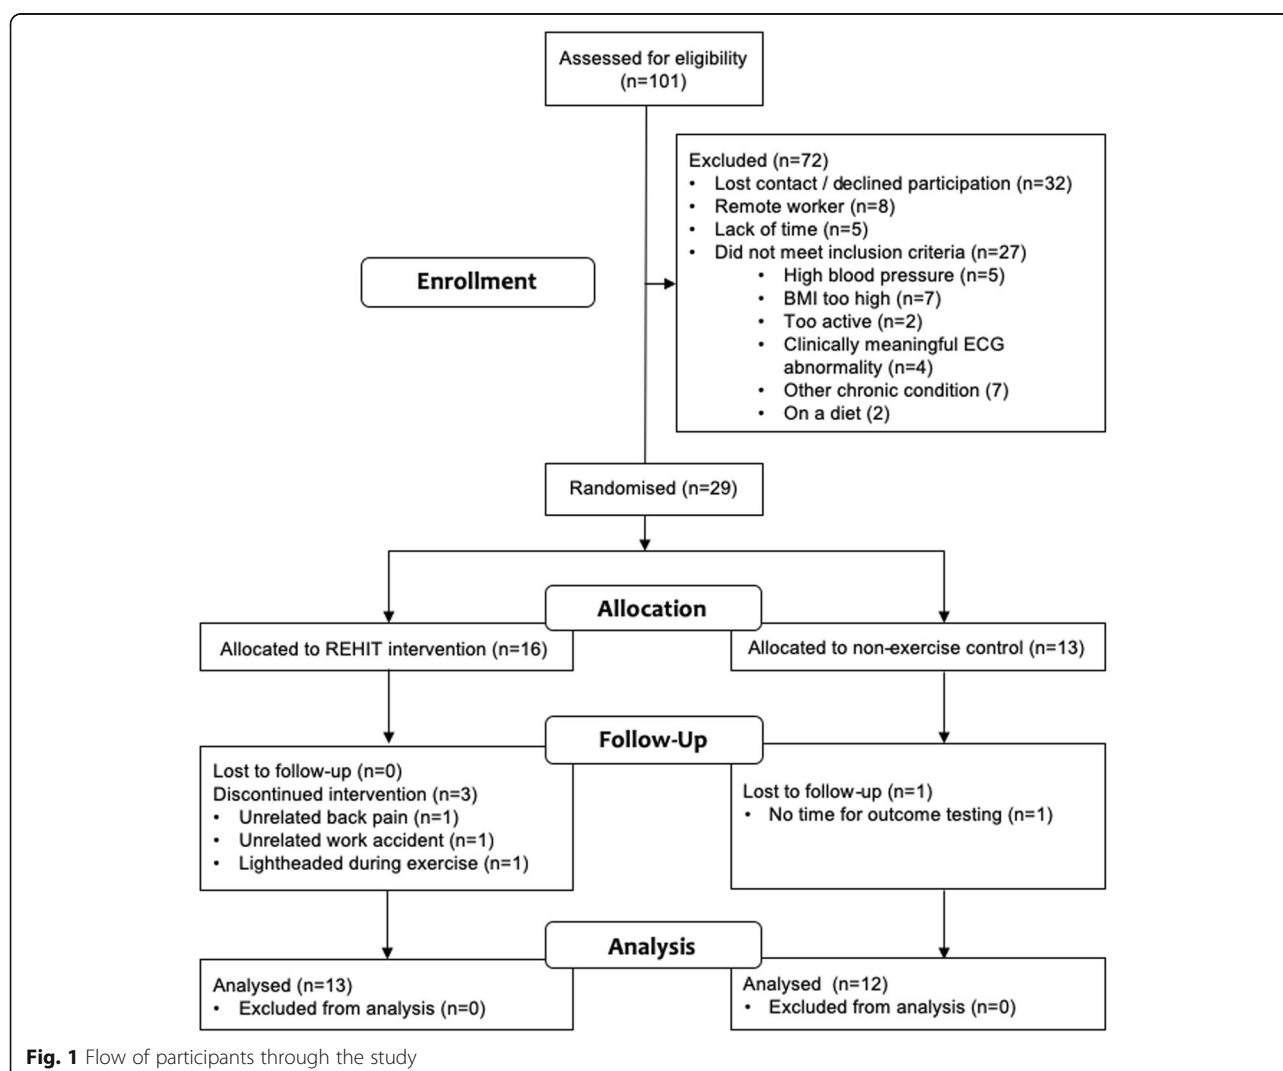 Assessed for eligibility
(n=101)
Excluded (n=72)
• Lost contact / declined participation (n=32)
• Remote worker (n=8)
• Lack of time (n=5)
• Did not meet inclusion criteria (n=27)
• High blood pressure (n=5)
• BMI too high (n=7)
• Too active (n=2)
• Clinically meaningful ECG
abnormality (n=4)
• Other chronic condition (7)
• On a diet (2)
Enrollment
Randomised (n=29)
Allocation
Allocated to REHIT intervention (n=16)
Allocated to non-exercise control (n=13)
Follow-Up
Lost to follow-up (n=0)
Discontinued intervention (n=3)
• Unrelated back pain (n=1)
• Unrelated work accident (n=1)
• Lightheaded during exercise (n=1)
Lost to follow-up (n=1)
• No time for outcome testing (n=1)
Analysis
Analysed (n=13)
• Excluded from analysis (n=0)
Analysed (n=12)
• Excluded from analysis (n=0)
Fig. 1 Flow of participants through the study